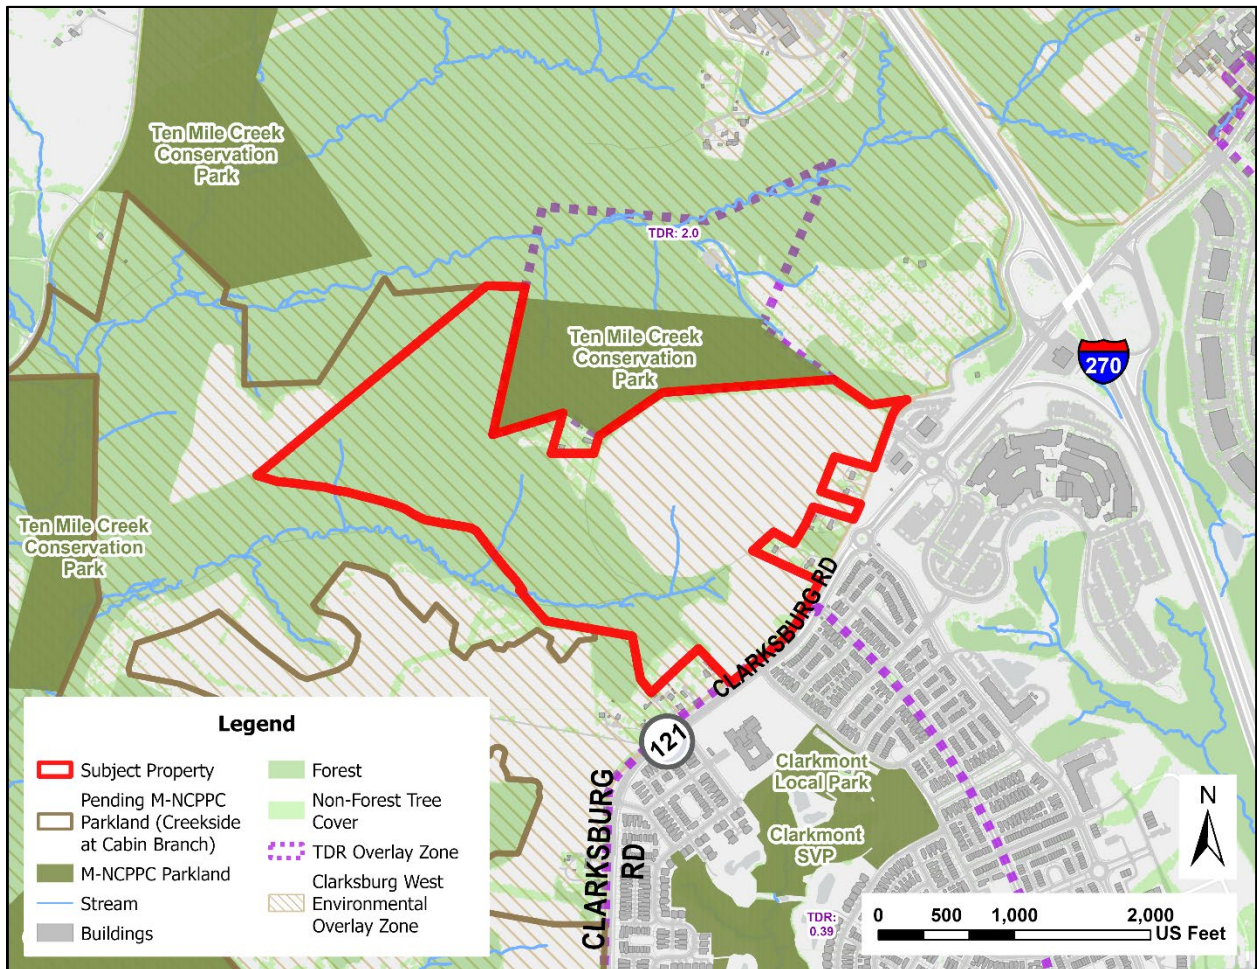 Ten Mile Creek
Conservation
Park
TDR: 2.0
Ten Mile Creek
Conservation
Park
270
Ten Mile Creek
Conservation
Park
CLARKSBURG RD
121
CLARKSBURG
RD
Clarkmont
Local Park
Clarkmont
SVP
TDR:
0.39
Legend
Subject Property
Pending M-NCPPC
Parkland (Creekside
at Cabin Branch)
M-NCPPC Parkland
Stream
Buildings
Forest
Non-Forest Tree
Cover
TDR Overlay Zone
Clarksburg West
Environmental
Overlay Zone
N
0 500 1,000 2,000
US Feet